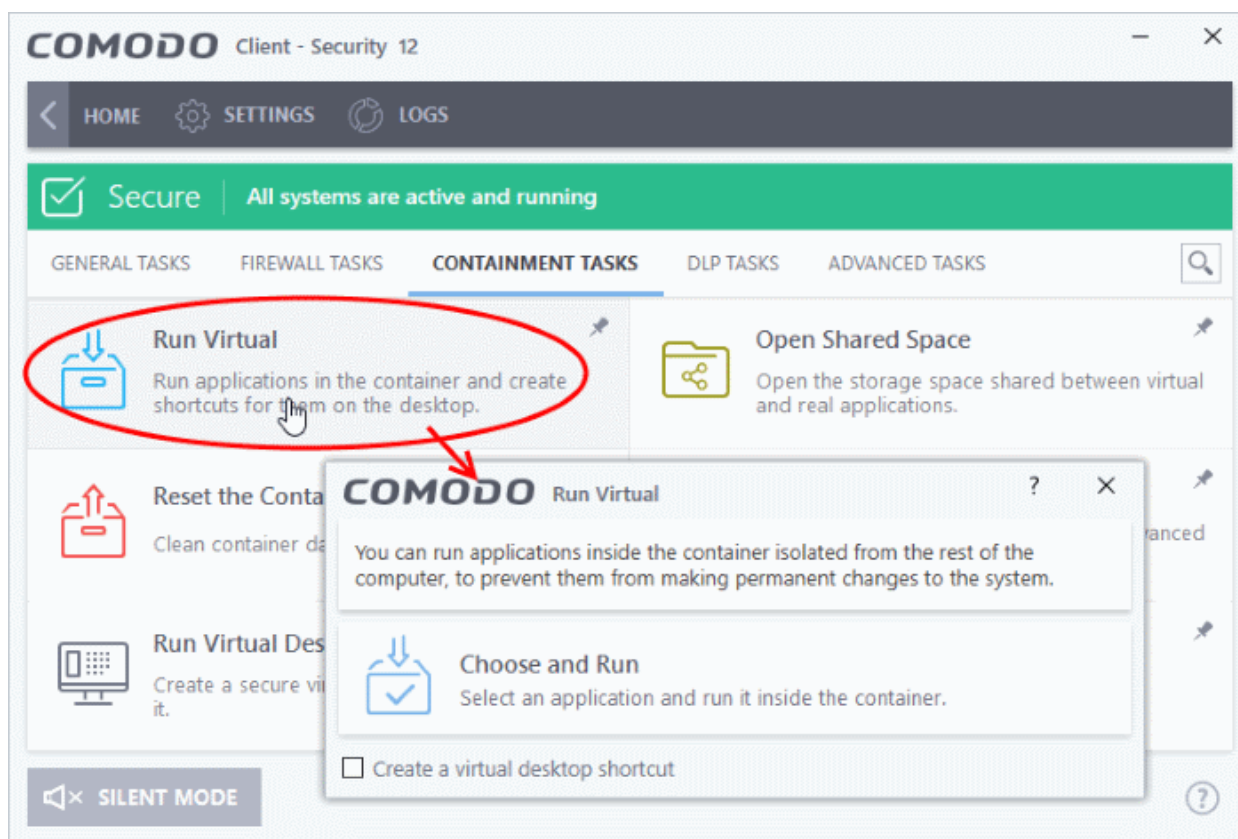 COMODO Client - Security 12
HOME SETTINGS LOGS
Secure All systems are active and running
GENERAL TASKS FIREWALL TASKS CONTAINMENT TASKS DLP TASKS ADVANCED TASKS
Run Virtual
Run applications in the container and create
shortcuts for them on the desktop.
Open Shared Space
Open the storage space shared between virtual
and real applications.
Reset the Conta
Clean container da
Run Virtual Des
Create a secure vi
it.
COMODO Run Virtual ?
You can run applications inside the container isolated from the rest of the
computer, to prevent them from making permanent changes to the system.
Choose and Run
Select an application and run it inside the container.
Create a virtual desktop shortcut
SILENT MODE
?